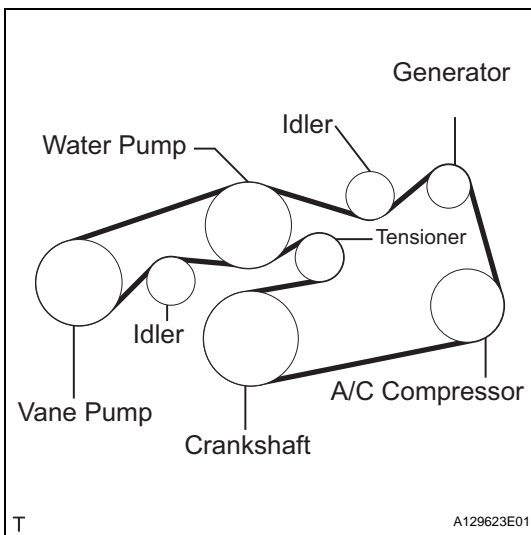 Generator
Idler
Water Pump
Tensioner
Idler
A/C Compressor
Vane Pump
Crankshaft
T
A129623E01